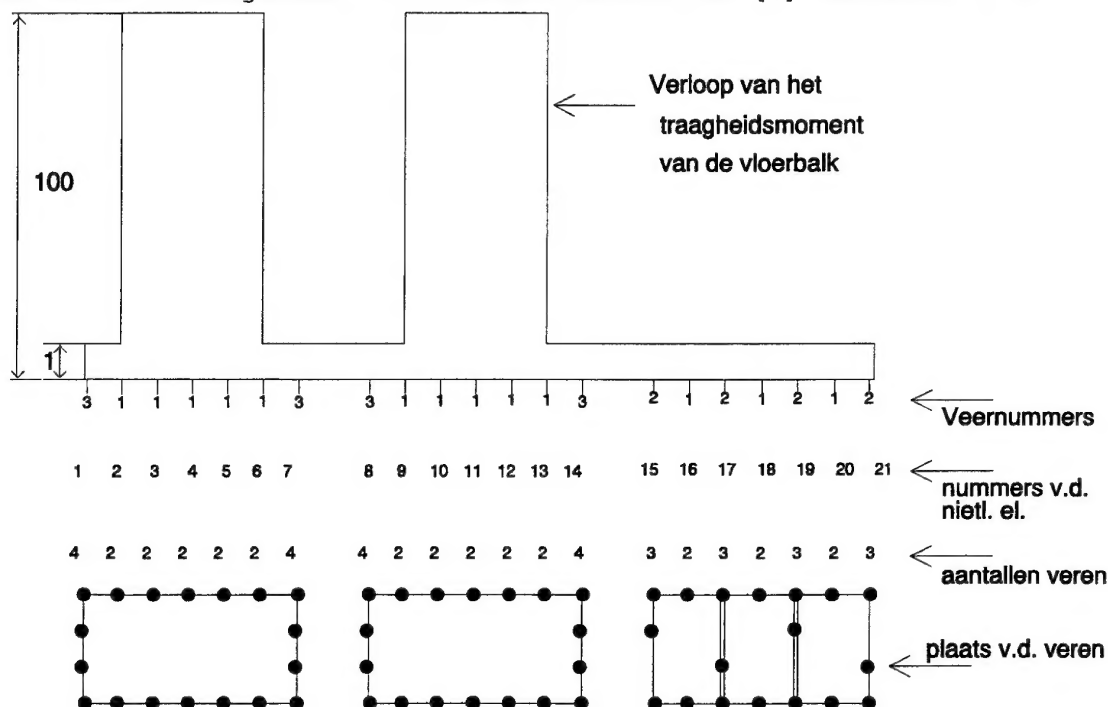 Verloop van het
traagheidsmoment
van de vloerbalk
100
1
3 1 1 1 1 1 3 3 1 1 1 1 1 3 2 1 2 1 2 1 2
Veernummers
1 2 3 4 5 6 7 8 9 10 11 12 13 14 15 16 17 18 19 20 21
nummers v.d.
nietl. el.
4 2 2 2 2 2 4 4 2 2 2 2 2 4 3 2 3 2 3 2 3
aantallen veren
plaats v.d. veren